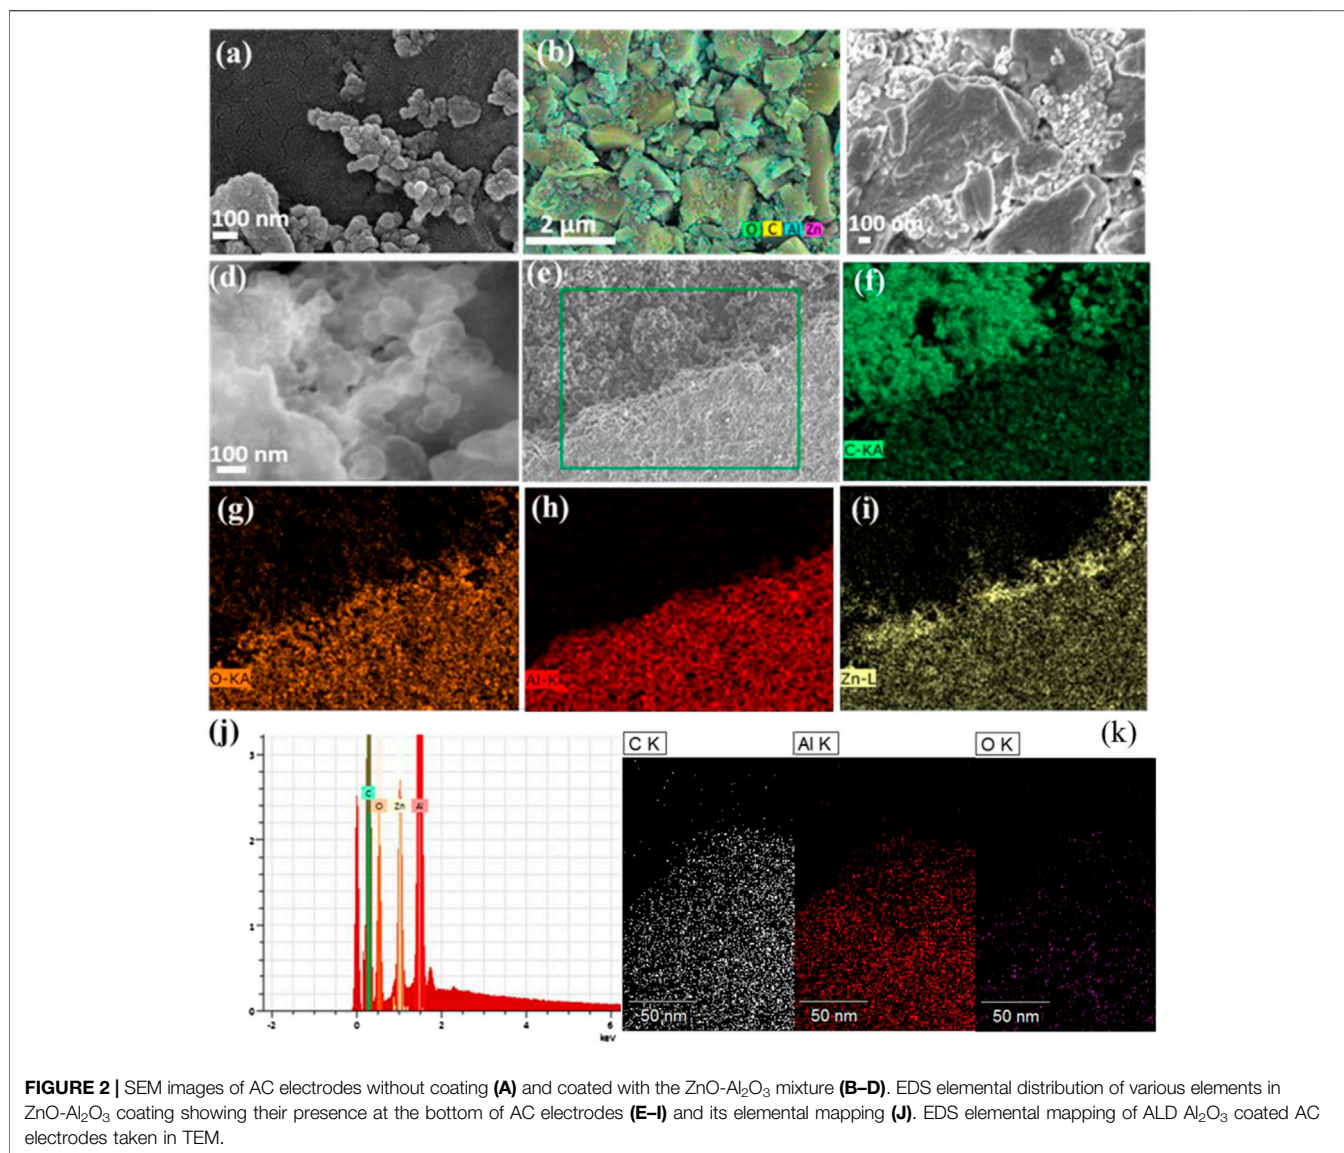 (a)
100 nm
(b)
2 µm
O C Al Zn
100 nm
(d)
100 nm
(e)
(f)
C-KA
(g)
O-KA
(h)
Al-K
(i)
Zn-L
(j)
3
2
1
0
C
O
Zn
Al
-2
0
2
4
6
keV
(k)
C K
Al K
O K
50 nm
50 nm
50 nm
FIGURE 2 | SEM images of AC electrodes without coating (A) and coated with the ZnO-Al₂O₃ mixture (B–D). EDS elemental distribution of various elements in
ZnO-Al₂O₃ coating showing their presence at the bottom of AC electrodes (E–I) and its elemental mapping (J). EDS elemental mapping of ALD Al₂O₃ coated AC
electrodes taken in TEM.